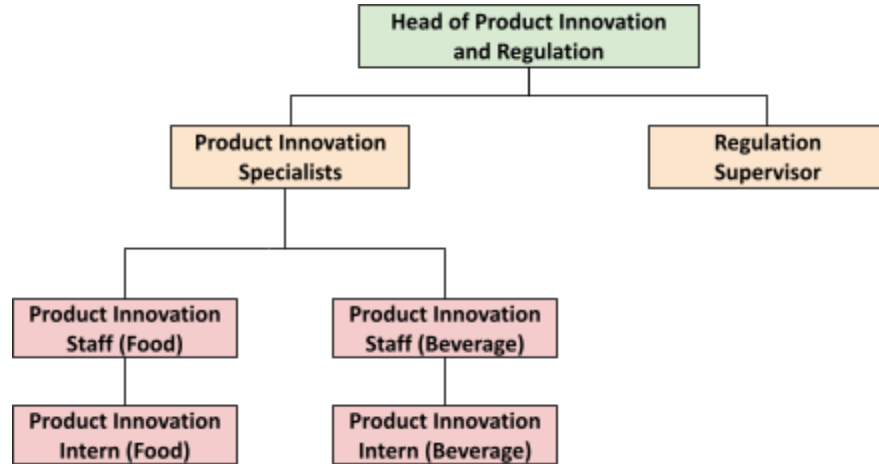 Head of Product Innovation
and Regulation
Product Innovation
Specialists
Regulation
Supervisor
Product Innovation
Staff (Food)
Product Innovation
Staff (Beverage)
Product Innovation
Intern (Food)
Product Innovation
Intern (Beverage)